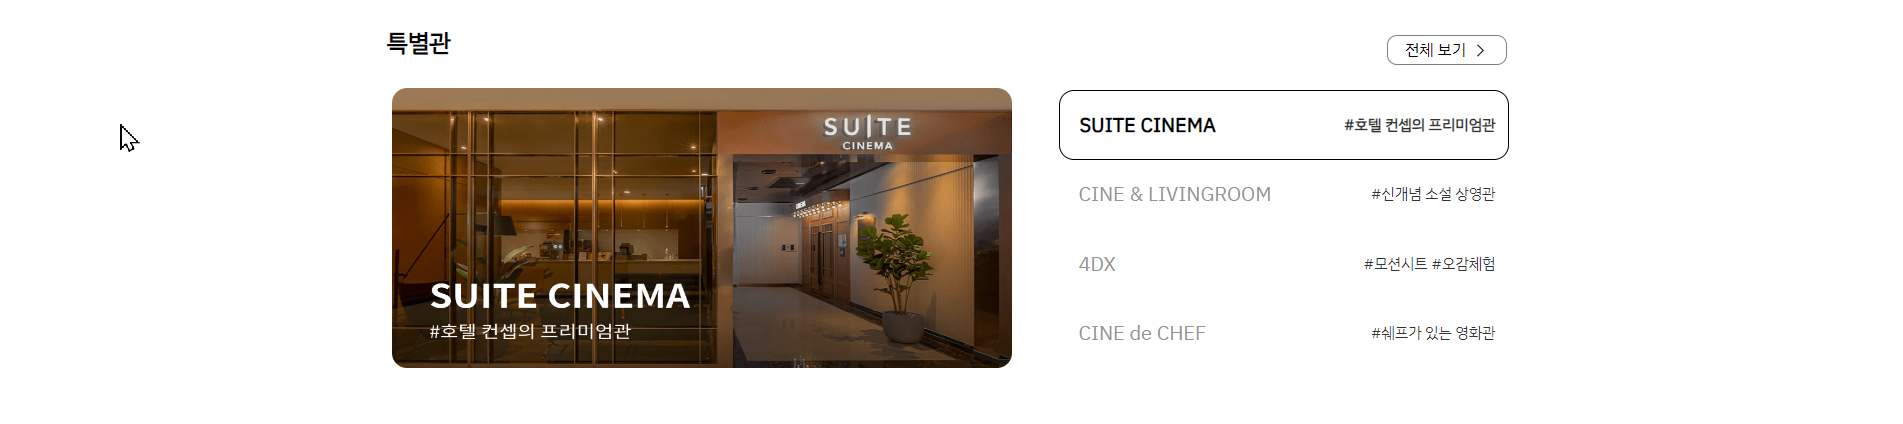 특별관
전체 보기 >
SUITE
CINEMA
SUITE CINEMA
#호텔 컨셉의 프리미엄관
SUITE CINEMA #호텔 컨셉의 프리미엄관
CINE & LIVINGROOM #신개념 소설 상영관
4DX #모션시트 #오감체험
CINE de CHEF #쉐프가 있는 영화관